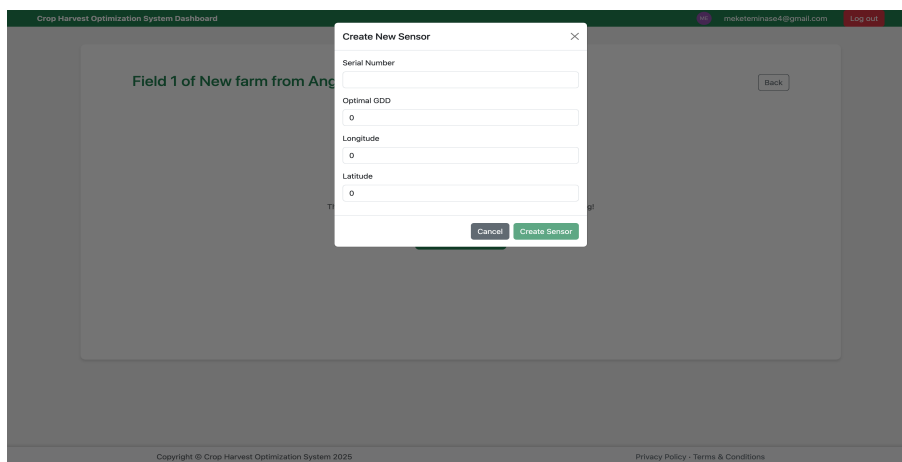 Crop Harvest Optimization System Dashboard
ME
meketeminase4@gmail.com
Log out
Create New Sensor
Field 1 of New farm from Ang
Back
Serial Number
Optimal GDD
0
Longitude
0
Latitude
0
Th
g!
Cancel
Create Sensor
Copyright © Crop Harvest Optimization System 2025
Privacy Policy - Terms & Conditions